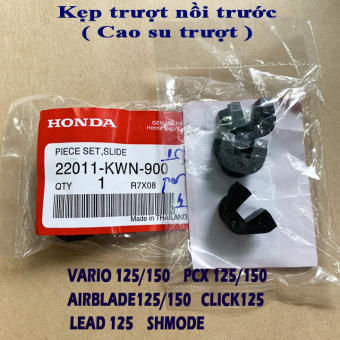 Kẹp trượt nồi trước
( Cao su trượt )
HONDA
PIECE SET,SLIDE
22011-KWN-900
QTY 1 R7X08
Made in THAILAND
VARIO 125/150 PCX 125/150
AIRBLADE125/150 CLICK125
LEAD 125 SHMODE